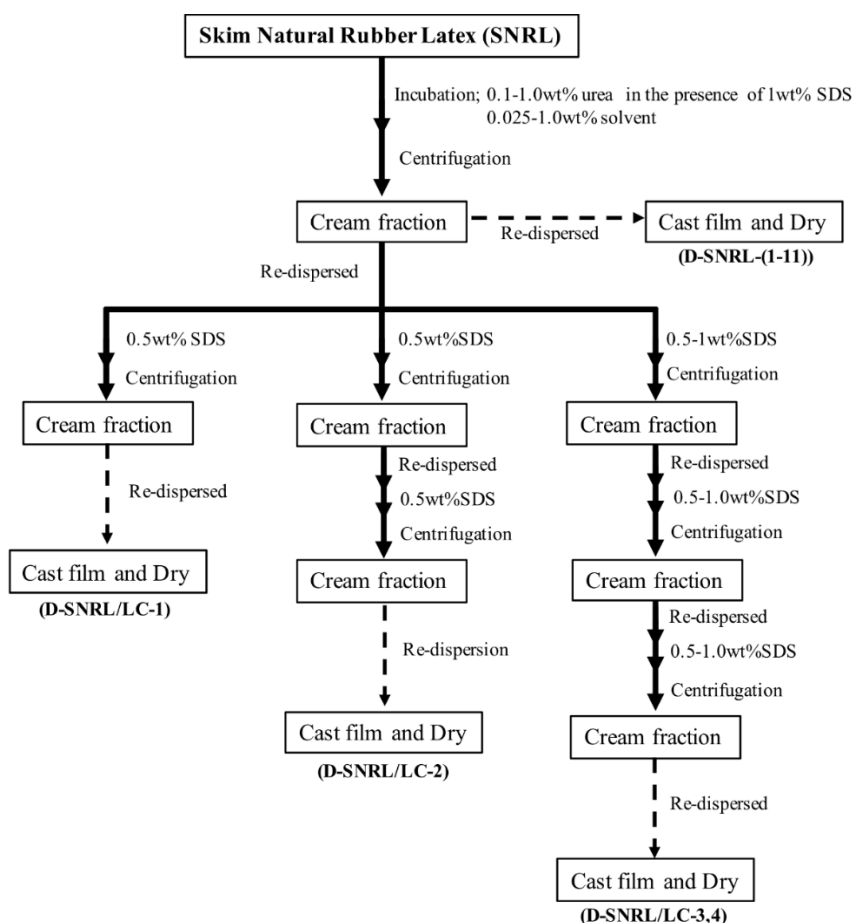 Skim Natural Rubber Latex (SNRL)
Incubation; 0.1-1.0wt% urea in the presence of 1wt% SDS
0.025-1.0wt% solvent
Centrifugation
Cream fraction
Re-dispersed
Cast film and Dry
(D-SNRL-(1-11))
Re-dispersed
0.5wt% SDS
Centrifugation
Cream fraction
Re-dispersed
Cast film and Dry
(D-SNRL/LC-1)
0.5wt%SDS
Centrifugation
Cream fraction
Re-dispersed
0.5wt%SDS
Centrifugation
Cream fraction
Re-dispersion
Cast film and Dry
(D-SNRL/LC-2)
0.5-1wt%SDS
Centrifugation
Cream fraction
Re-dispersed
0.5-1.0wt%SDS
Centrifugation
Cream fraction
Re-dispersed
0.5-1.0wt%SDS
Centrifugation
Cream fraction
Re-dispersed
Cast film and Dry
(D-SNRL/LC-3,4)